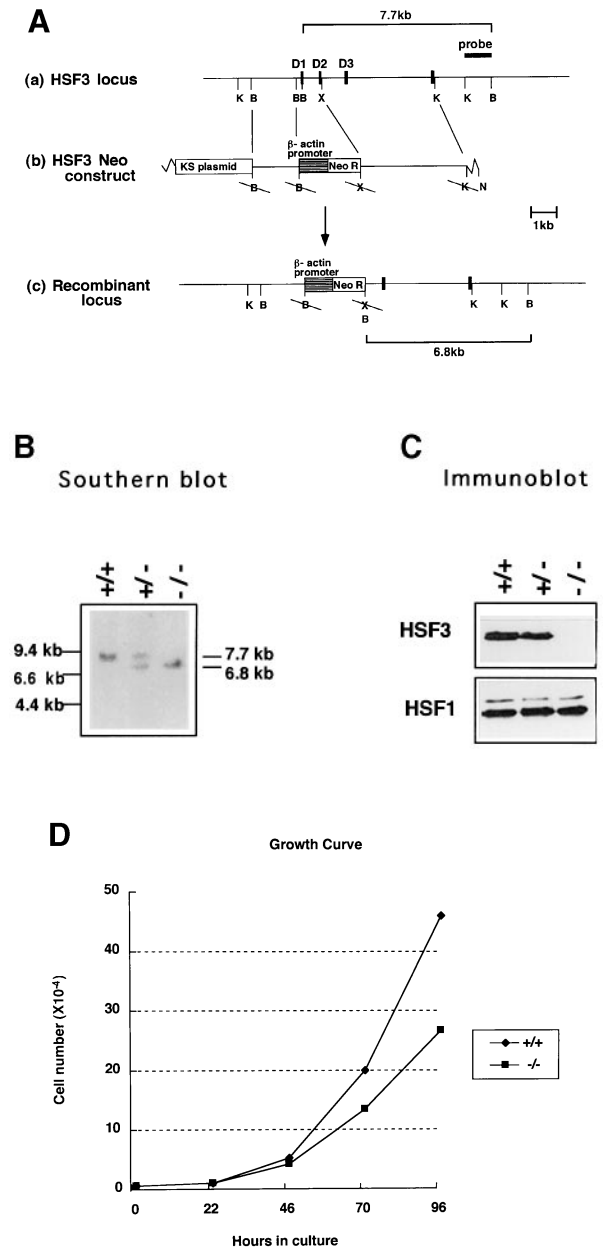 A
7.7kb
probe
D1 D2 D3
(a) HSF3 locus
K B BB X K K B
β- actin
promoter
(b) HSF3 Neo
construct
KS plasmid
Neo R
B B X K N
1kb
β- actin
promoter
(c) Recombinant
locus
Neo R
K B B X K K B
B
6.8kb
B
Southern blot
+/+ +/- -/-
9.4 kb
6.6 kb
4.4 kb
7.7 kb
6.8 kb
C
Immunoblot
+/+ +/- -/-
HSF3
HSF1
D
Growth Curve
50
40
30
20
10
0
Cell number (X10-4)
0 22 46 70 96
Hours in culture
+/+
-/-